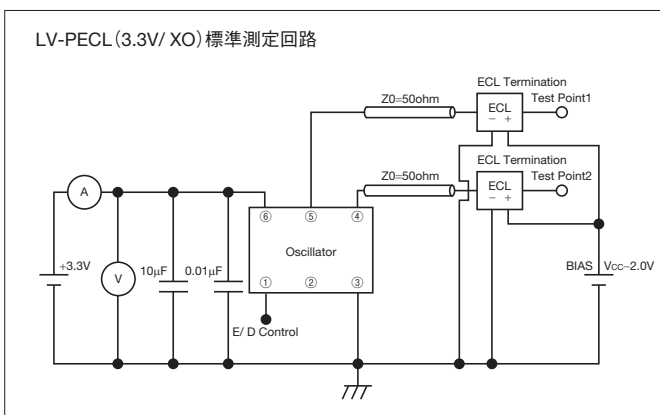 LV-PECL（3.3V/ XO）標準測定回路
ECL Termination
Z0=50ohm
Test Point1
ECL
− +
ECL Termination
Z0=50ohm
Test Point2
ECL
− +
A
⑥ ⑤ ④
+3.3V
V
10μF
0.01μF
Oscillator
BIAS
Vcc−2.0V
① ② ③
E/ D Control